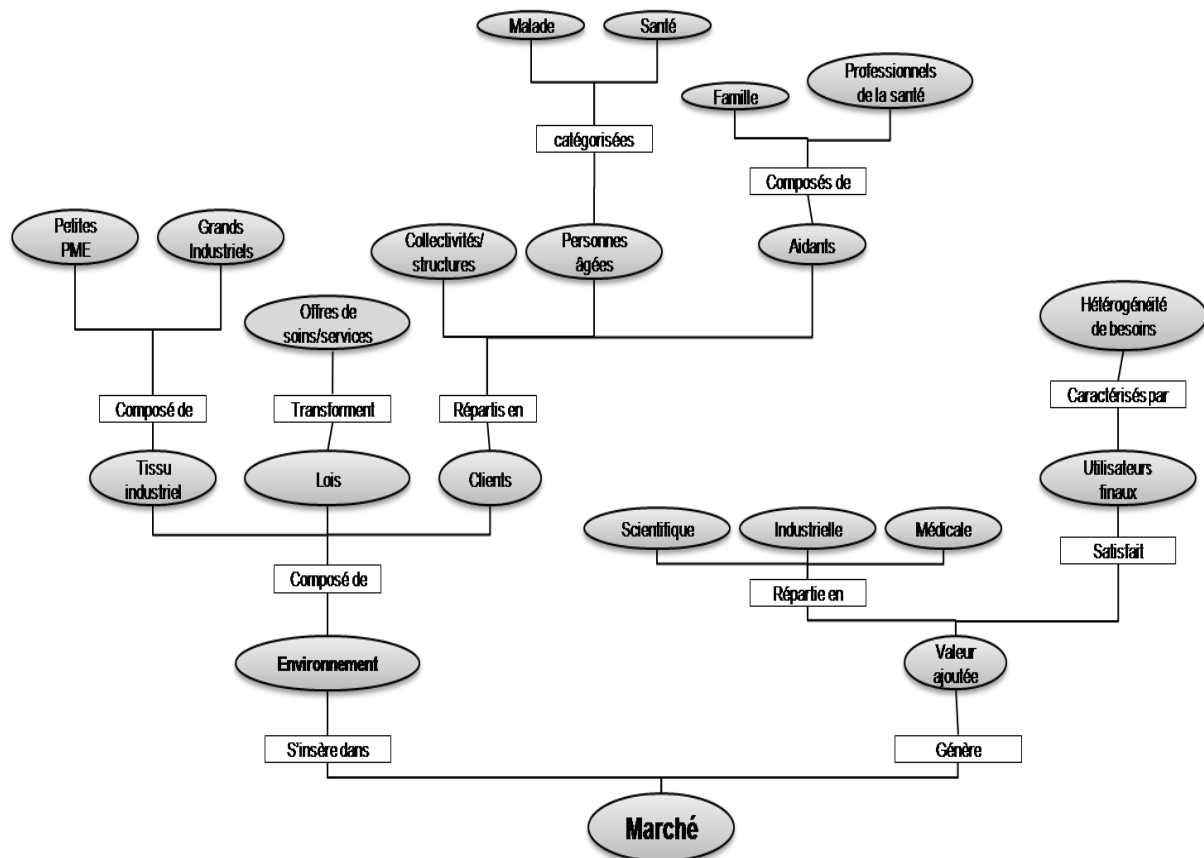 Malade
Santé
Professionnels
de la santé
Famille
catégorisées
Composés de
Petites
PME
Grands
Industriels
Collectivités/
structures
Personnes
âgées
Aidants
Offres de
soins/services
Hétérogénéité
de besoins
Composé de
Transforment
Répartis en
Caractérisés par
Tissu
industriel
Lois
Clients
Utilisateurs
finaux
Scientifique
Industrielle
Médicale
Satisfait
Composé de
Répartie en
Environnement
Valeur
ajoutée
S'insère dans
Génère
Marché